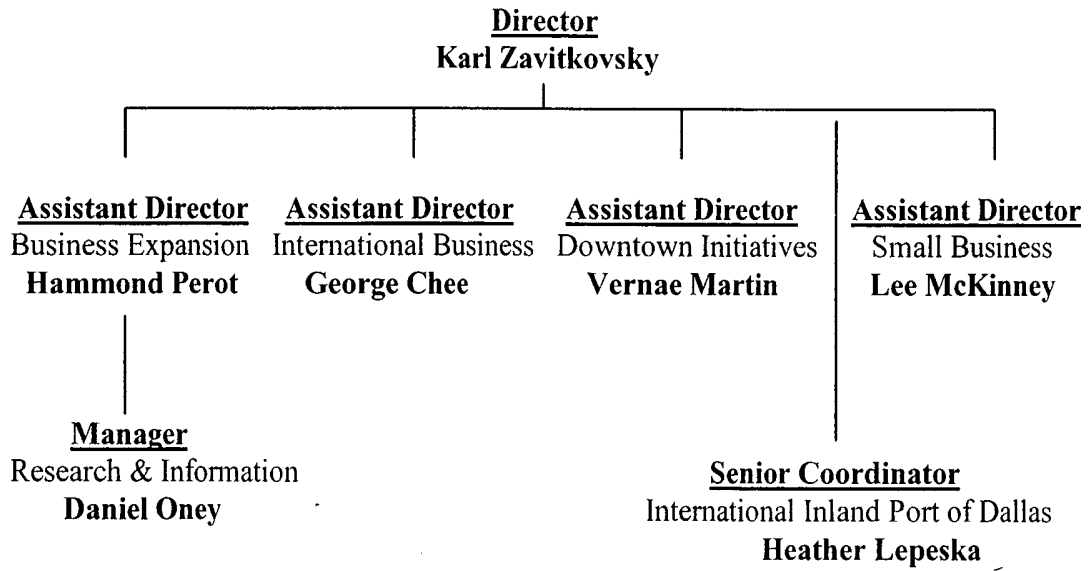 Director
Karl Zavitkovsky
Assistant Director
Business Expansion
Hammond Perot
Assistant Director
International Business
George Chee
Assistant Director
Downtown Initiatives
Vernae Martin
Assistant Director
Small Business
Lee McKinney
Manager
Research & Information
Daniel Oney
Senior Coordinator
International Inland Port of Dallas
Heather Lepeska